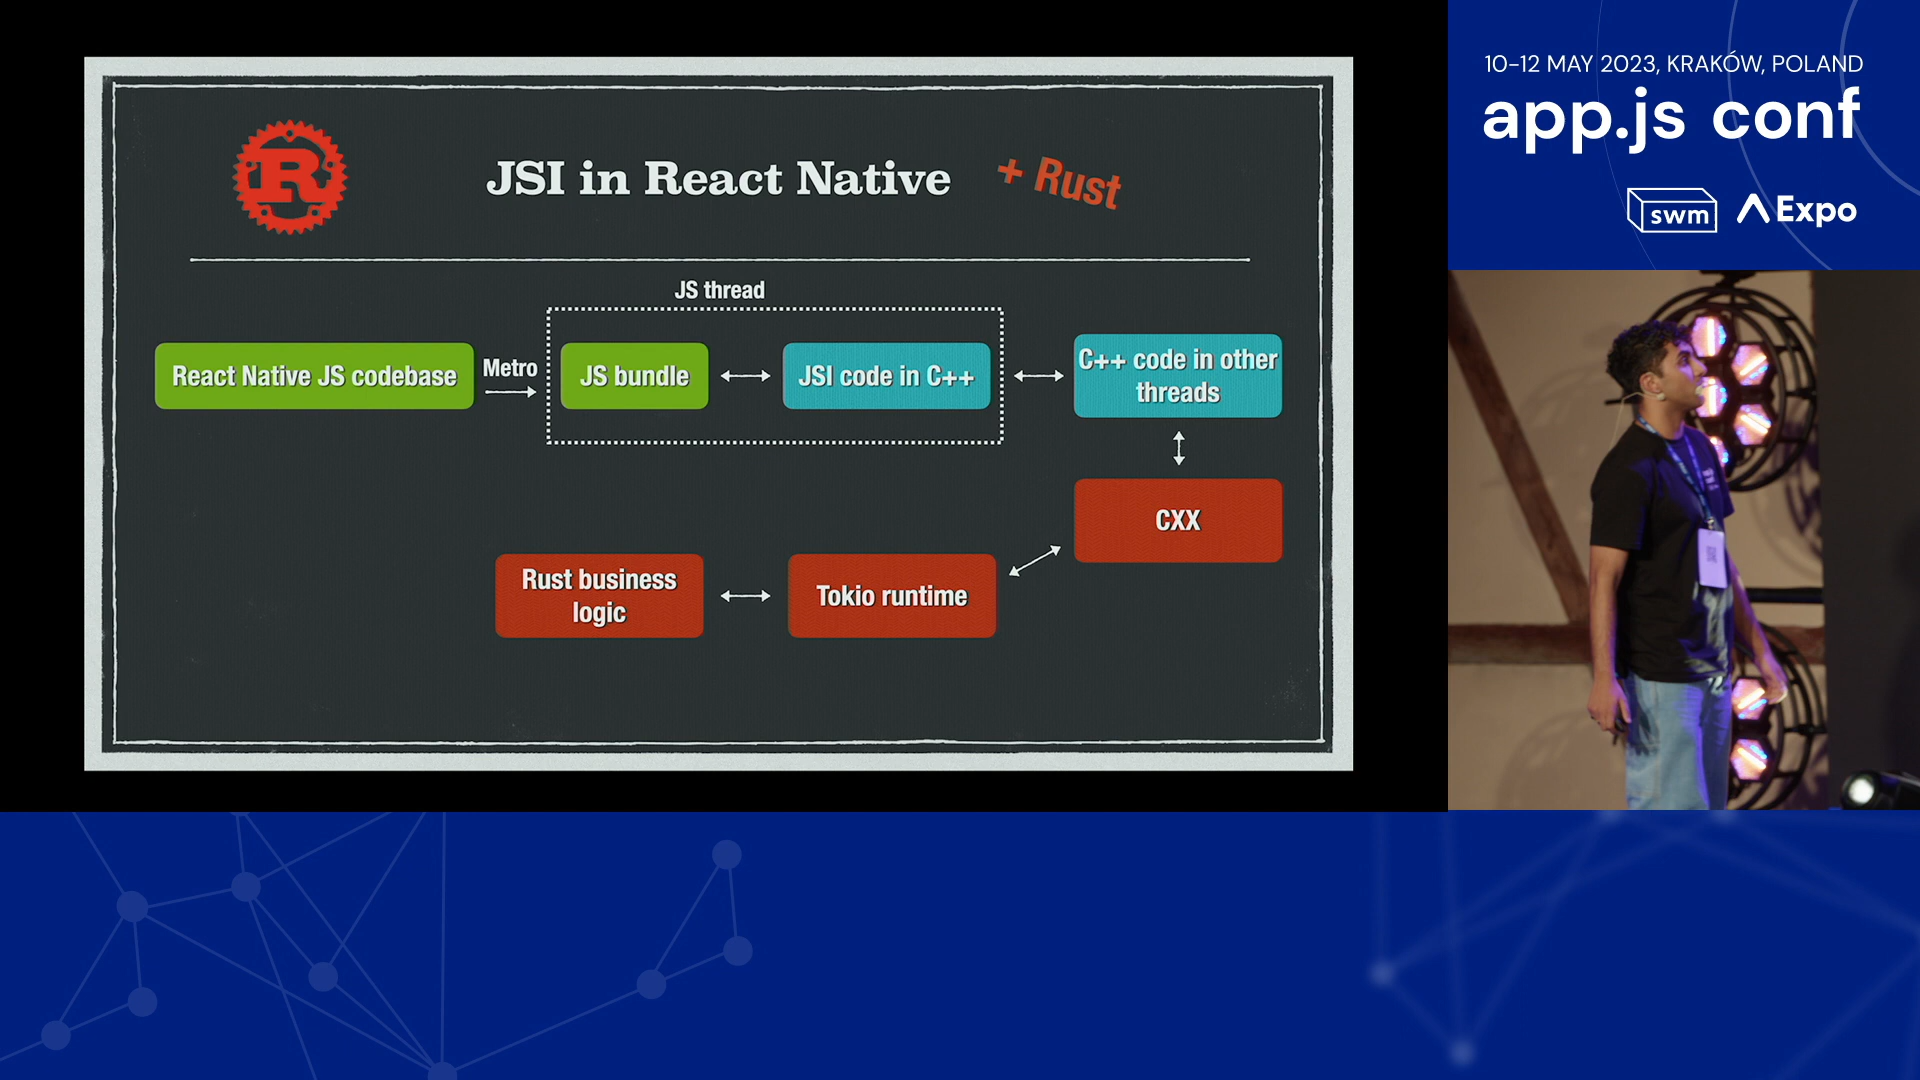 10–12 MAY 2023, KRAKÓW, POLAND
app.js conf
swm
Expo
R
JSI in React Native
+ Rust
JS thread
React Native JS codebase
Metro
JS bundle
JSI code in C++
C++ code in other
threads
CXX
Rust business
logic
Tokio runtime